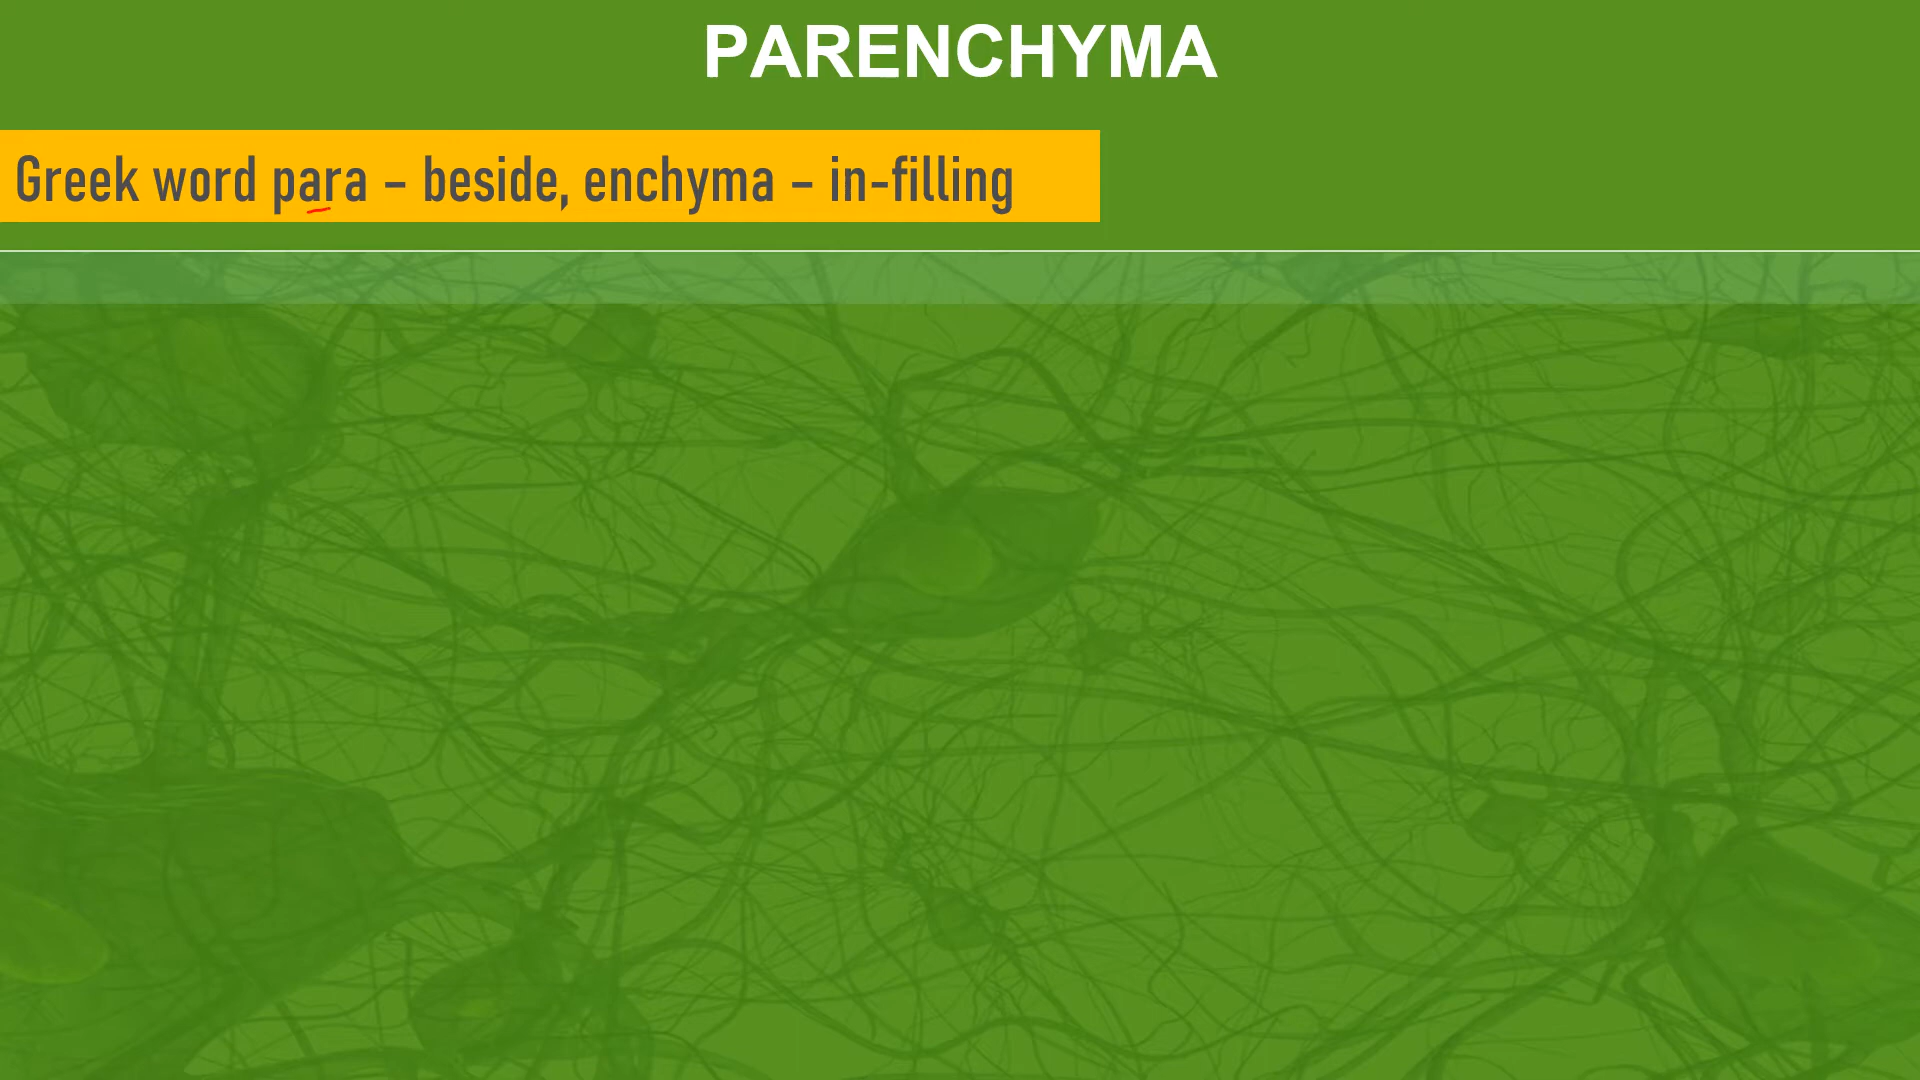 PARENCHYMA
Greek word para – beside, enchyma – in-filling